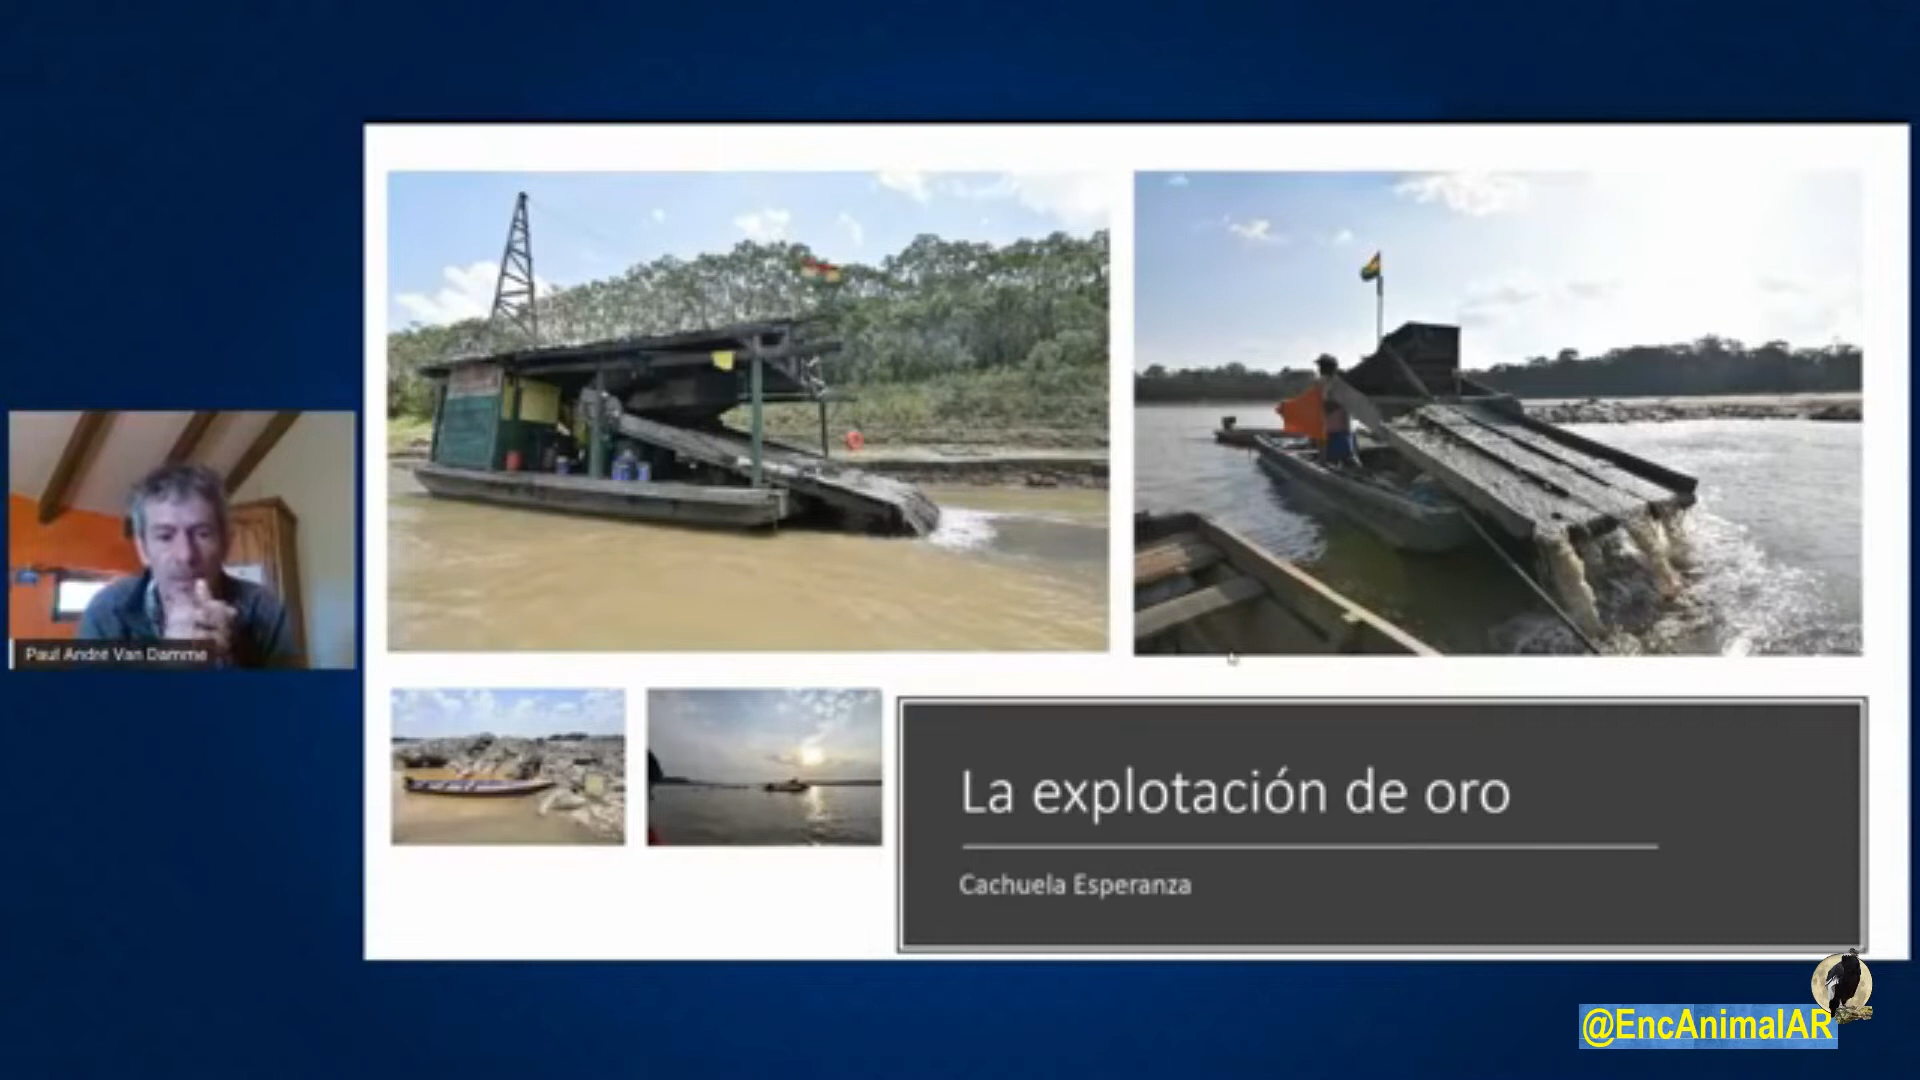 Paul André Van Damme
La explotación de oro
Cachuela Esperanza
@EncAnimalAR